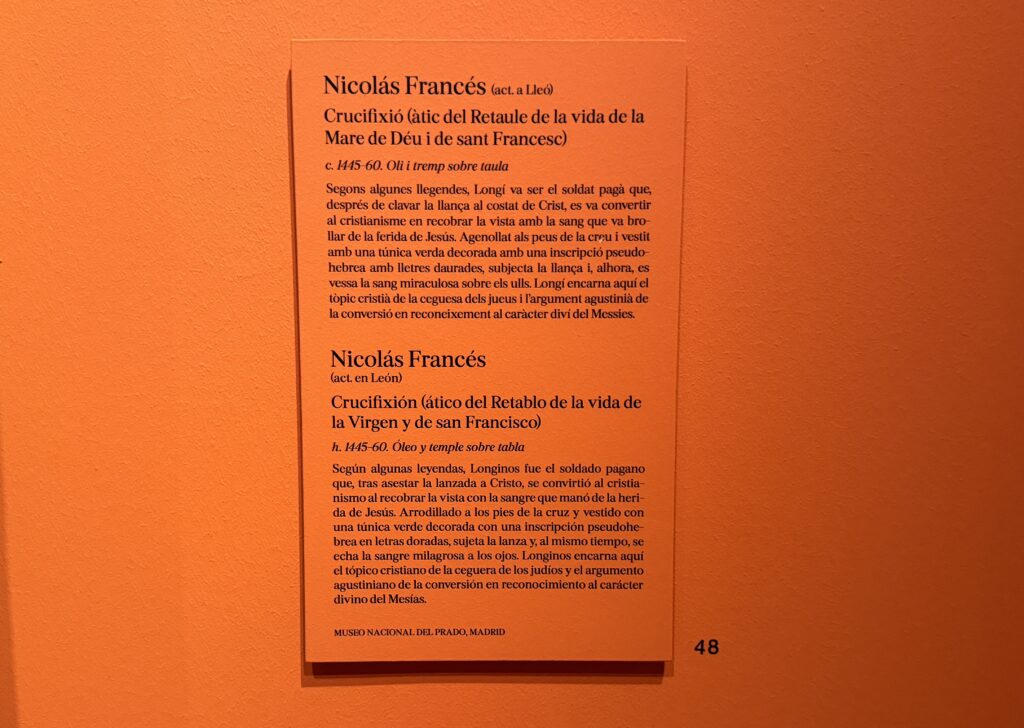 Nicolás Francés (act. a Lleó)
Crucifixió (àtic del Retaule de la vida de la
Mare de Déu i de sant Francesc)
c. 1445-60. Oli i tremp sobre taula
Segons algunes llegendes, Longí va ser el soldat pagà que,
després de clavar la llança al costat de Crist, es va convertir
al cristianisme en recobrar la vista amb la sang que va bro-
llar de la ferida de Jesús. Agenollat als peus de la creu i vestit
amb una túnica verda decorada amb una inscripció pseudo-
hebrea amb lletres daurades, subjecta la llança i, alhora, es
vessa la sang miraculosa sobre els ulls. Longí encarna aquí el
tòpic cristià de la ceguesa dels jueus i l'argument agustinià de
la conversió en reconeixement al caràcter diví del Messies.
Nicolás Francés
(act. en León)
Crucifixión (ático del Retablo de la vida de
la Virgen y de san Francisco)
h. 1445-60. Óleo y temple sobre tabla
Según algunas leyendas, Longinos fue el soldado pagano
que, tras asestar la lanzada a Cristo, se convirtió al cristia-
nismo al recobrar la vista con la sangre que manó de la heri-
da de Jesús. Arrodillado a los pies de la cruz y vestido con
una túnica verde decorada con una inscripción pseudohe-
brea en letras doradas, sujeta la lanza y, al mismo tiempo, se
echa la sangre milagrosa a los ojos. Longinos encarna aquí
el tópico cristiano de la ceguera de los judíos y el argumento
agustiniano de la conversión en reconocimiento al carácter
divino del Mesías.
MUSEO NACIONAL DEL PRADO, MADRID
48